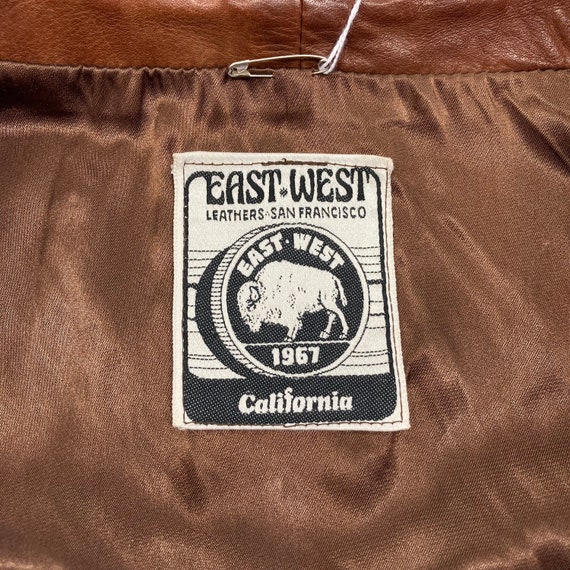 EAST*WEST
LEATHERS·SAN FRANCISCO
EAST·WEST
1967
California